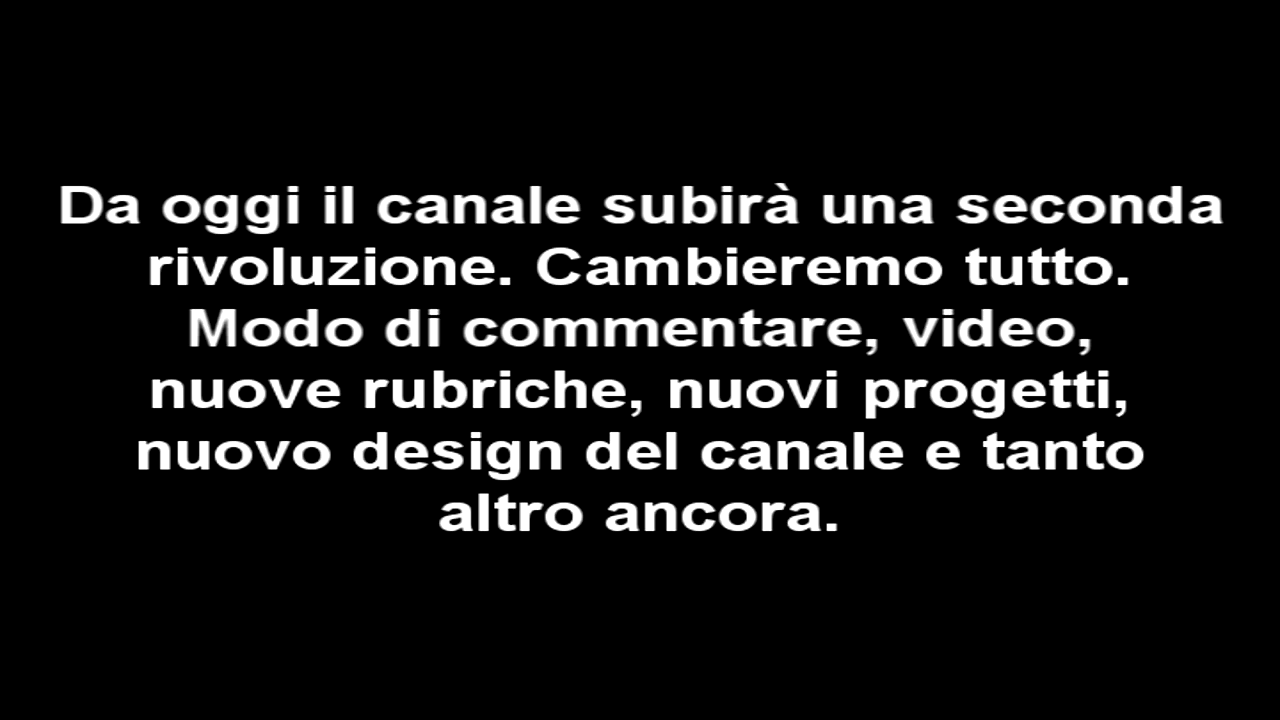 Da oggi il canale subirà una seconda
rivoluzione. Cambieremo tutto.
Modo di commentare, video,
nuove rubriche, nuovi progetti,
nuovo design del canale e tanto
altro ancora.